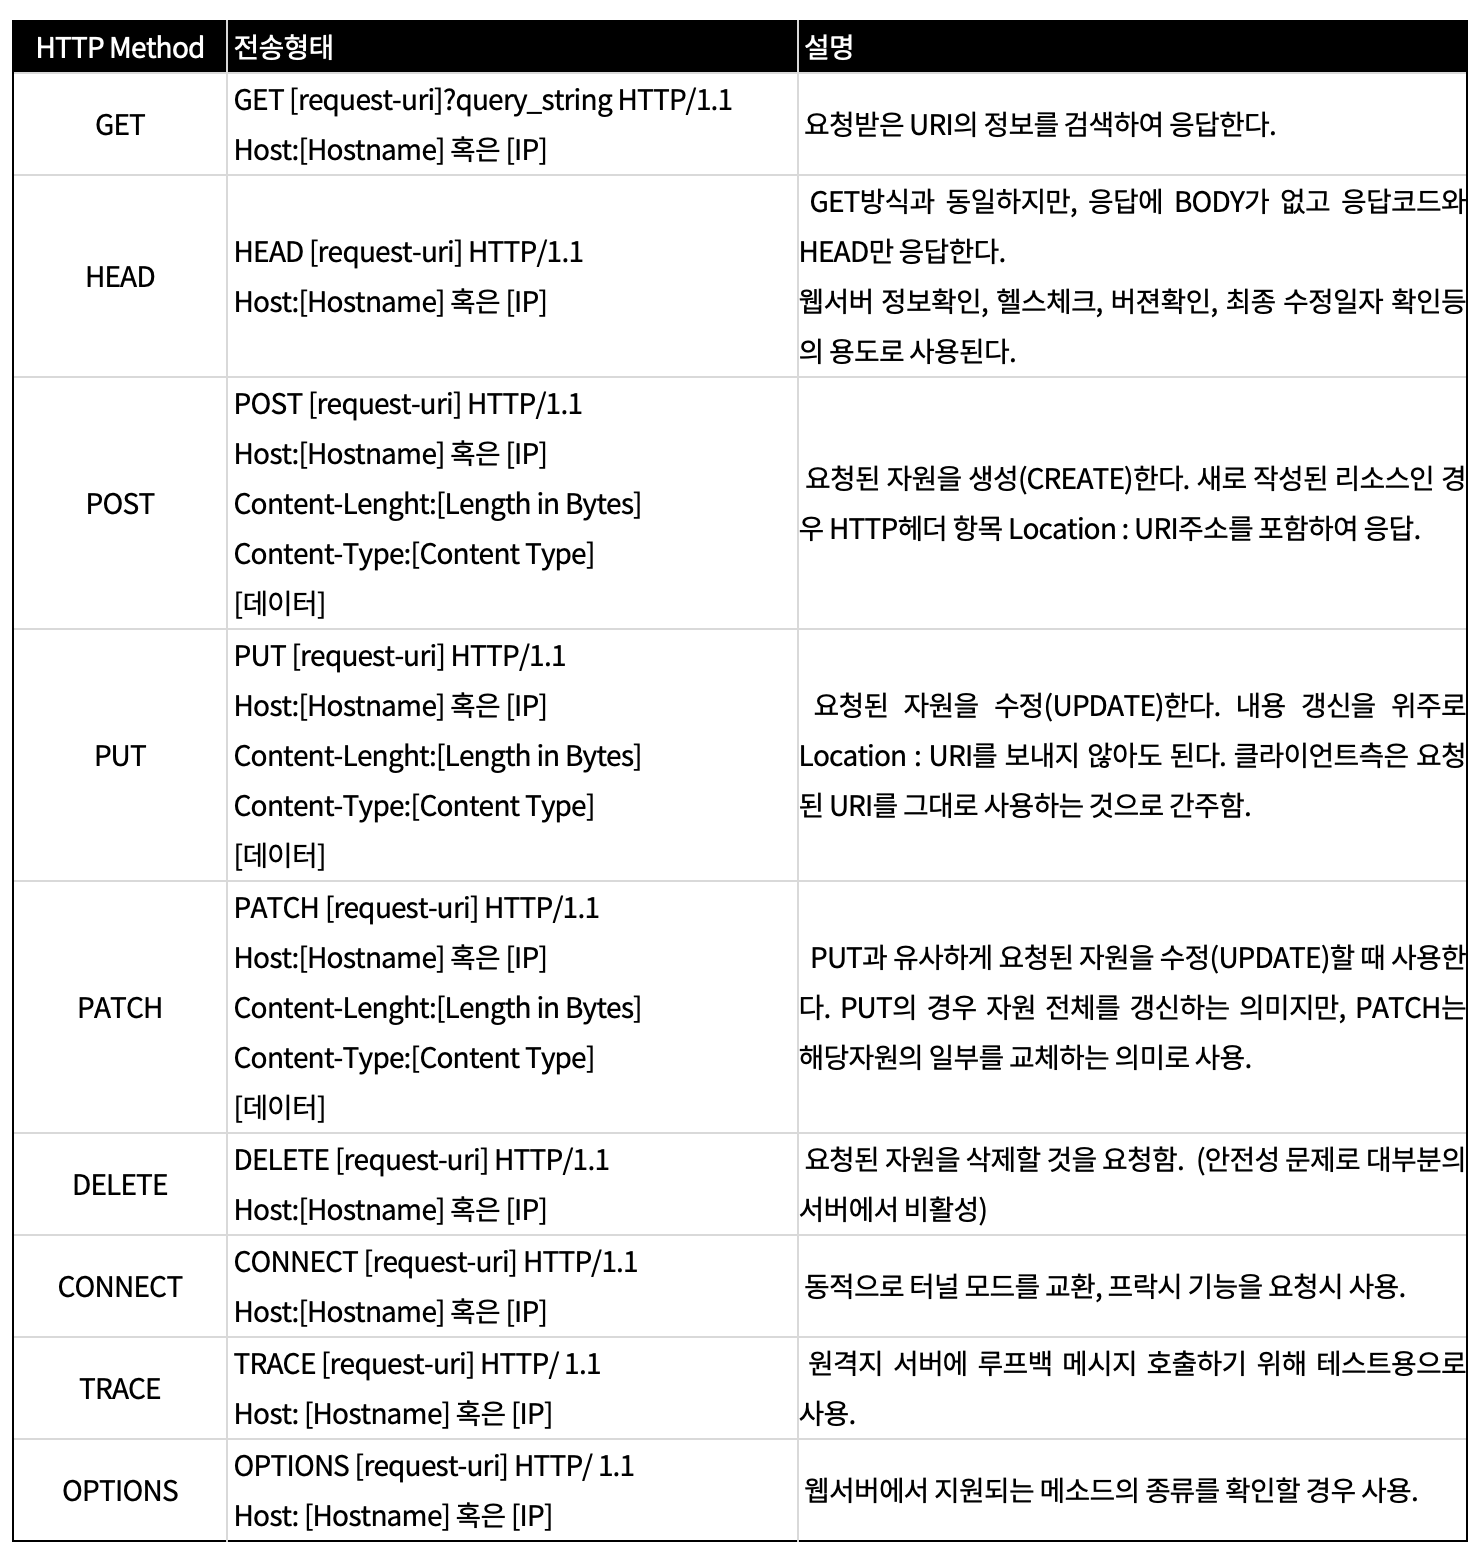 HTTP Method 전송형태 설명
GET
GET [request-uri]?query_string HTTP/1.1
Host:[Hostname] 혹은 [IP]
요청받은 URI의 정보를 검색하여 응답한다.
HEAD
HEAD [request-uri] HTTP/1.1
Host:[Hostname] 혹은 [IP]
GET방식과 동일하지만, 응답에 BODY가 없고 응답코드와
HEAD만 응답한다.
웹서버 정보확인, 헬스체크, 버젼확인, 최종 수정일자 확인등
의 용도로 사용된다.
POST
POST [request-uri] HTTP/1.1
Host:[Hostname] 혹은 [IP]
Content-Lenght:[Length in Bytes]
Content-Type:[Content Type]
[데이터]
요청된 자원을 생성(CREATE)한다. 새로 작성된 리소스인 경
우 HTTP헤더 항목 Location : URI주소를 포함하여 응답.
PUT
PUT [request-uri] HTTP/1.1
Host:[Hostname] 혹은 [IP]
Content-Lenght:[Length in Bytes]
Content-Type:[Content Type]
[데이터]
요청된 자원을 수정(UPDATE)한다. 내용 갱신을 위주로
Location : URI를 보내지 않아도 된다. 클라이언트측은 요청
된 URI를 그대로 사용하는 것으로 간주함.
PATCH
PATCH [request-uri] HTTP/1.1
Host:[Hostname] 혹은 [IP]
Content-Lenght:[Length in Bytes]
Content-Type:[Content Type]
[데이터]
PUT과 유사하게 요청된 자원을 수정(UPDATE)할 때 사용한
다. PUT의 경우 자원 전체를 갱신하는 의미지만, PATCH는
해당자원의 일부를 교체하는 의미로 사용.
DELETE
DELETE [request-uri] HTTP/1.1
Host:[Hostname] 혹은 [IP]
요청된 자원을 삭제할 것을 요청함. (안전성 문제로 대부분의
서버에서 비활성)
CONNECT
CONNECT [request-uri] HTTP/1.1
Host:[Hostname] 혹은 [IP]
동적으로 터널 모드를 교환, 프락시 기능을 요청시 사용.
TRACE
TRACE [request-uri] HTTP/ 1.1
Host: [Hostname] 혹은 [IP]
원격지 서버에 루프백 메시지 호출하기 위해 테스트용으로
사용.
OPTIONS
OPTIONS [request-uri] HTTP/ 1.1
Host: [Hostname] 혹은 [IP]
웹서버에서 지원되는 메소드의 종류를 확인할 경우 사용.